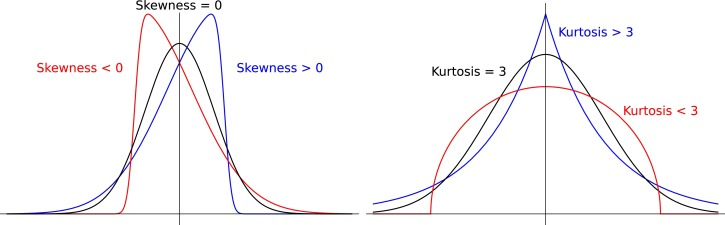 Skewness = 0
Skewness < 0
Skewness > 0
Kurtosis > 3
Kurtosis = 3
Kurtosis < 3